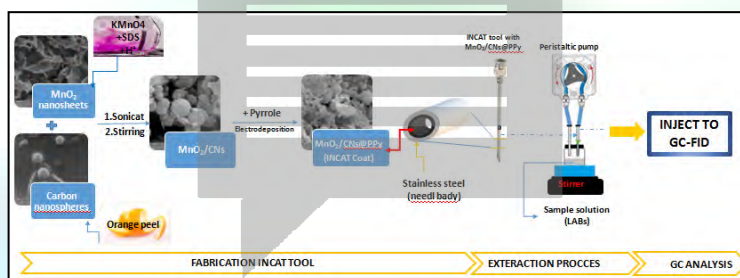 KMnO4
+SDS
+H+
MnO2
nanosheets
+
Carbon
nanospheres
Orange peel
1.Sonicat
2.Stirring
MnO2/CNs
+ Pyrrole
Electrodeposition
MnO2/CNs@PPy
(INCAT Coat)
Stainless steel
(needl bady)
INCAT tool with
MnO2/CNs@PPy
Peristaltic pump
Stirrer
Sample solution
(LABs)
INJECT TO
GC-FID
FABRICATION INCAT TOOL
EXTERACTION PROCCES
GC ANALYSIS